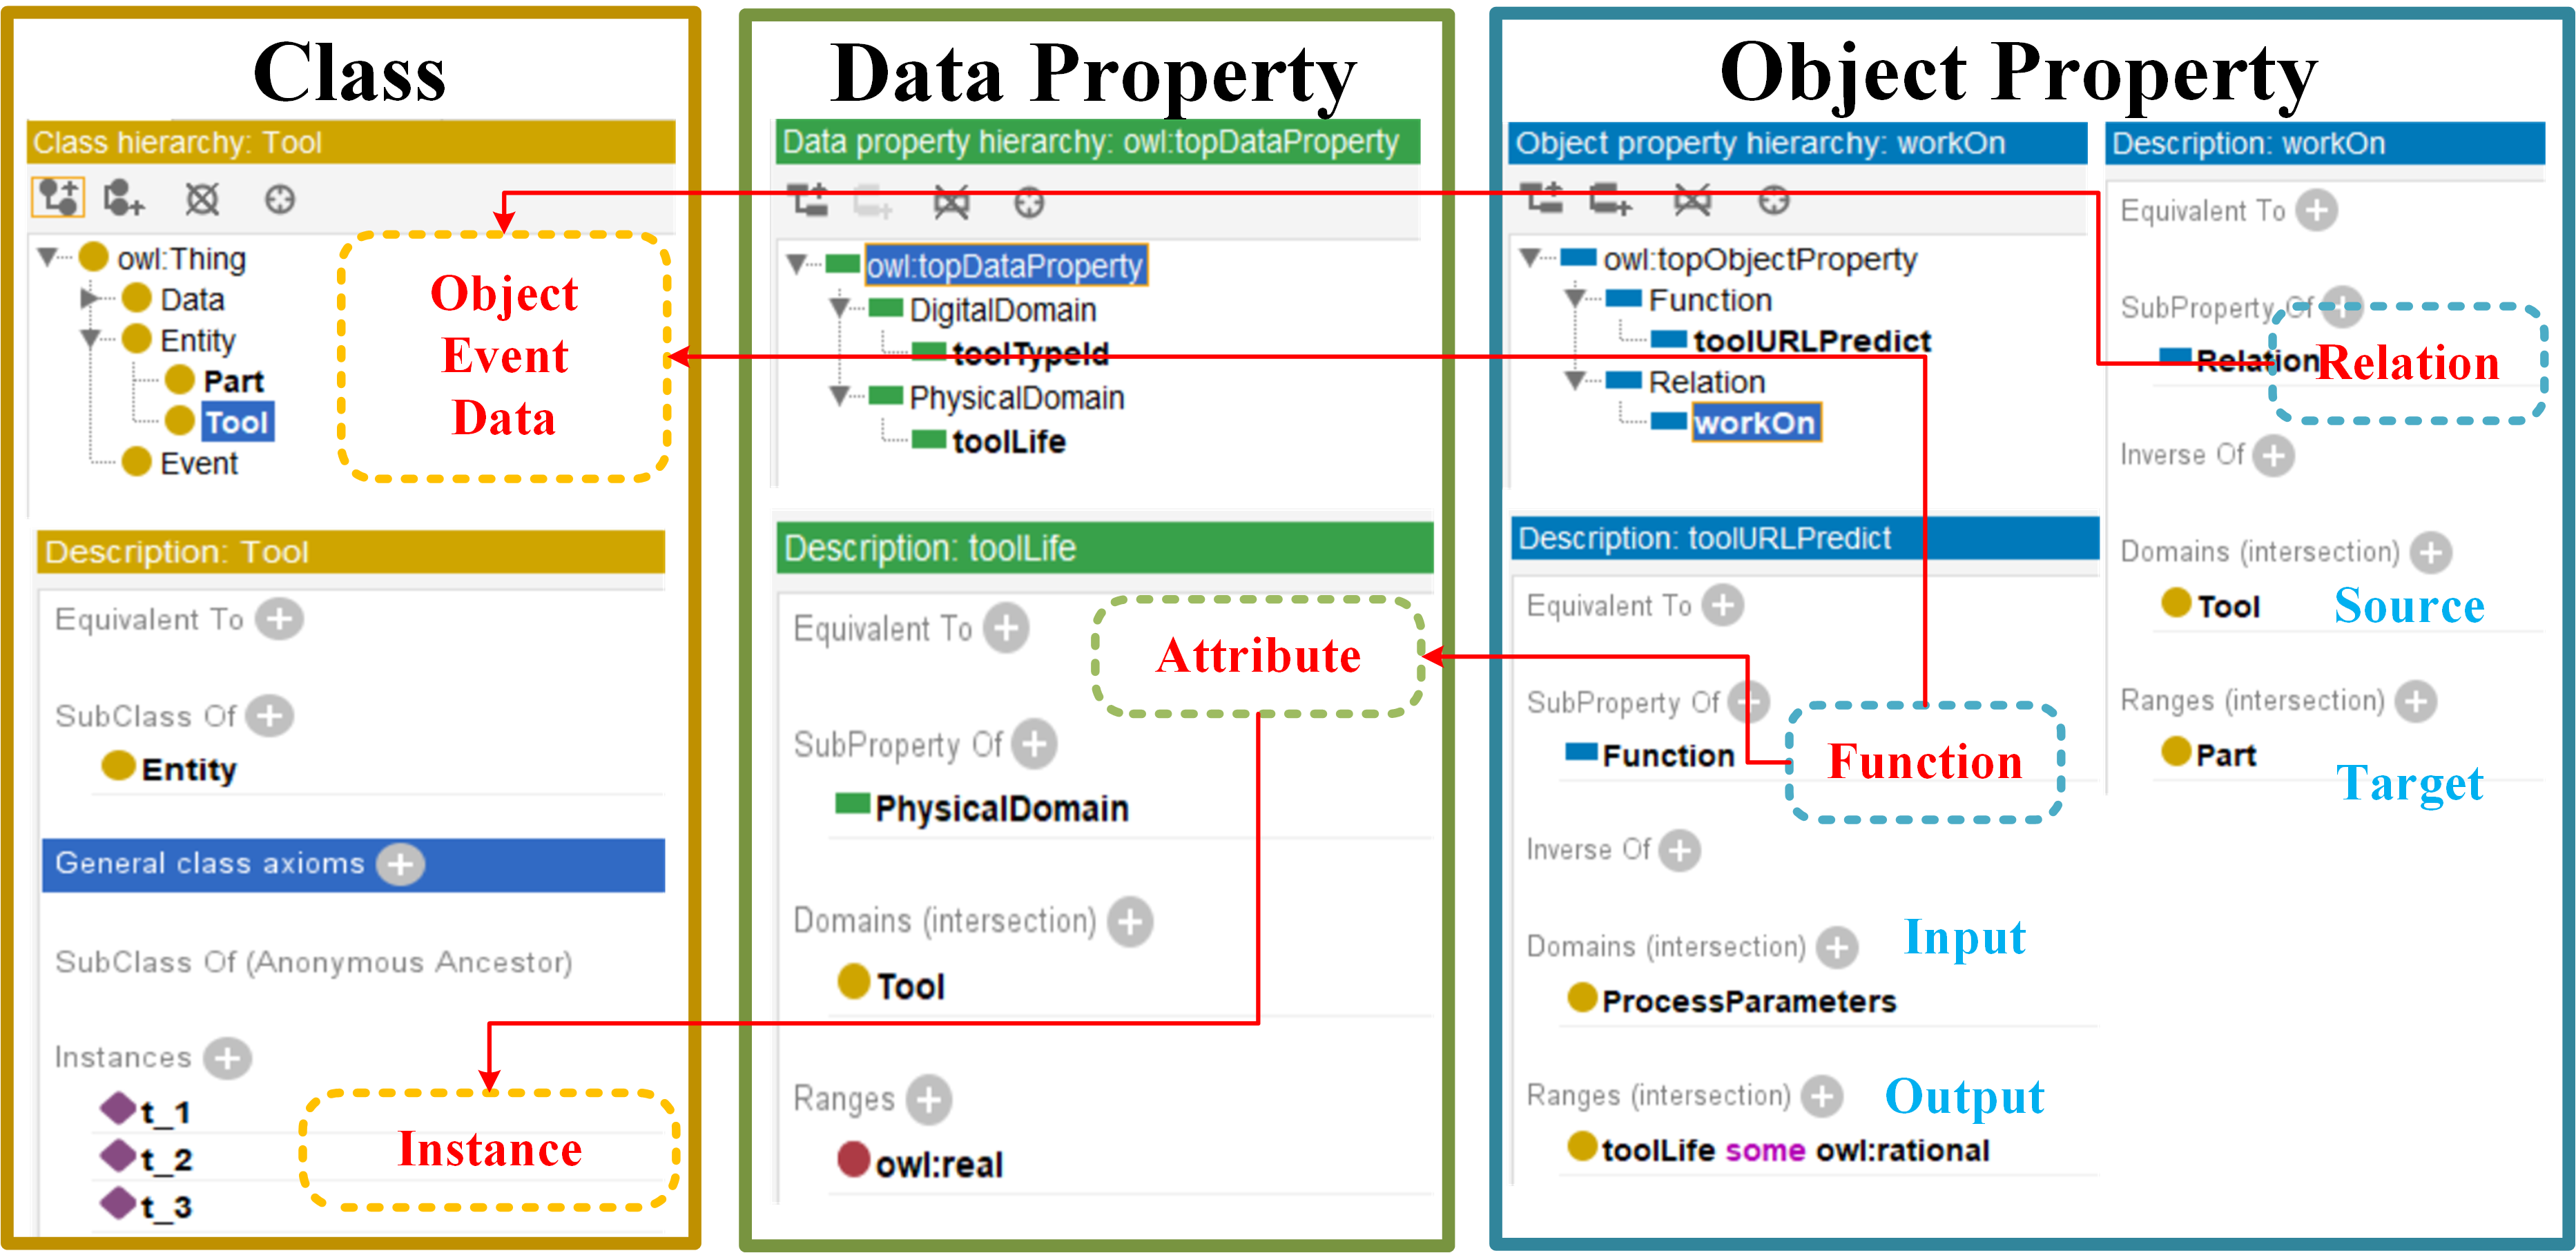 Class
Class hierarchy: Tool
owl:Thing
Data
Entity
Part
Tool
Event
Object
Event
Data
Description: Tool
Equivalent To
SubClass Of
Entity
General class axioms
SubClass Of (Anonymous Ancestor)
Instances
t_1
t_2
t_3
Instance
Data Property
Data property hierarchy: owl:topDataProperty
owl:topDataProperty
DigitalDomain
toolTypeId
PhysicalDomain
toolLife
Description: toolLife
Equivalent To
Attribute
SubProperty Of
PhysicalDomain
Domains (intersection)
Tool
Ranges
owl:real
Object Property
Object property hierarchy: workOn
owl:topObjectProperty
Function
toolURLPredict
Relation
workOn
Description: toolURLPredict
Equivalent To
SubProperty Of
Function
Function
Inverse Of
Input
Domains (intersection)
ProcessParameters
Ranges (intersection)
Output
toolLife some owl:rational
Description: workOn
Equivalent To
SubProperty Of
Relation
Relation
Inverse Of
Domains (intersection)
Tool
Source
Ranges (intersection)
Part
Target